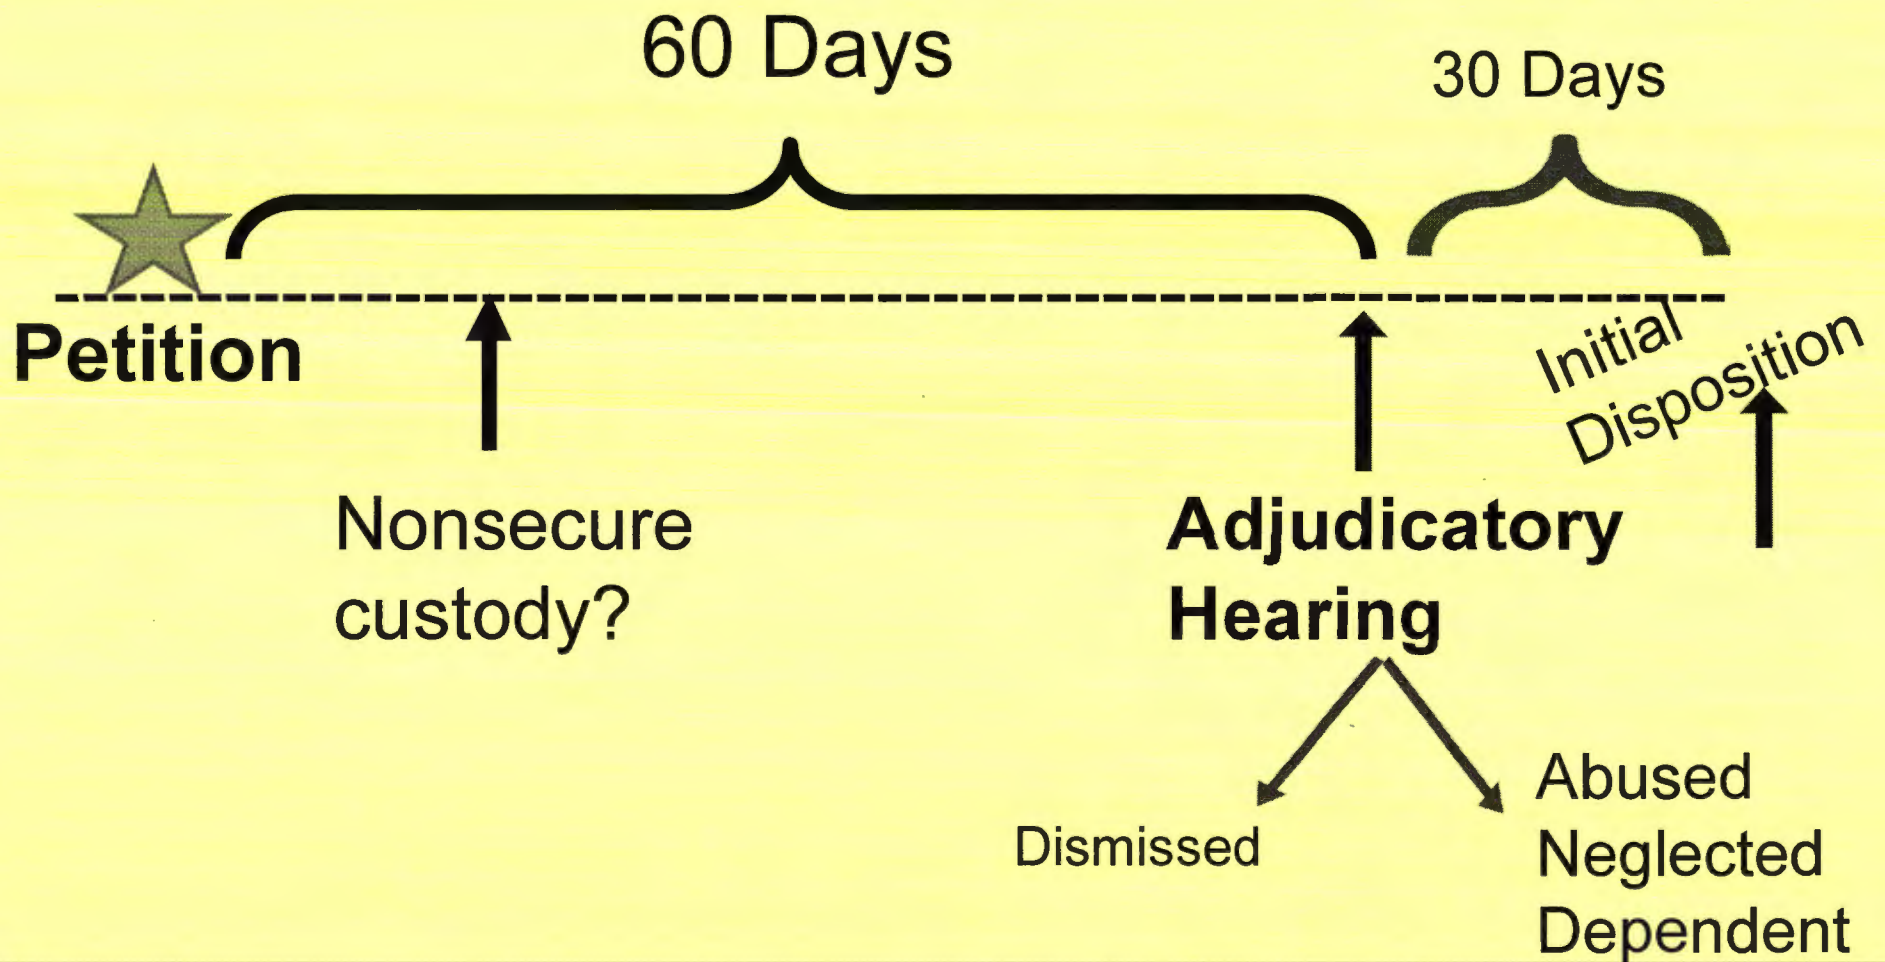 60 Days
30 Days
Petition
Initial
Disposition
Nonsecure
custody?
Adjudicatory
Hearing
Dismissed
Abused
Neglected
Dependent